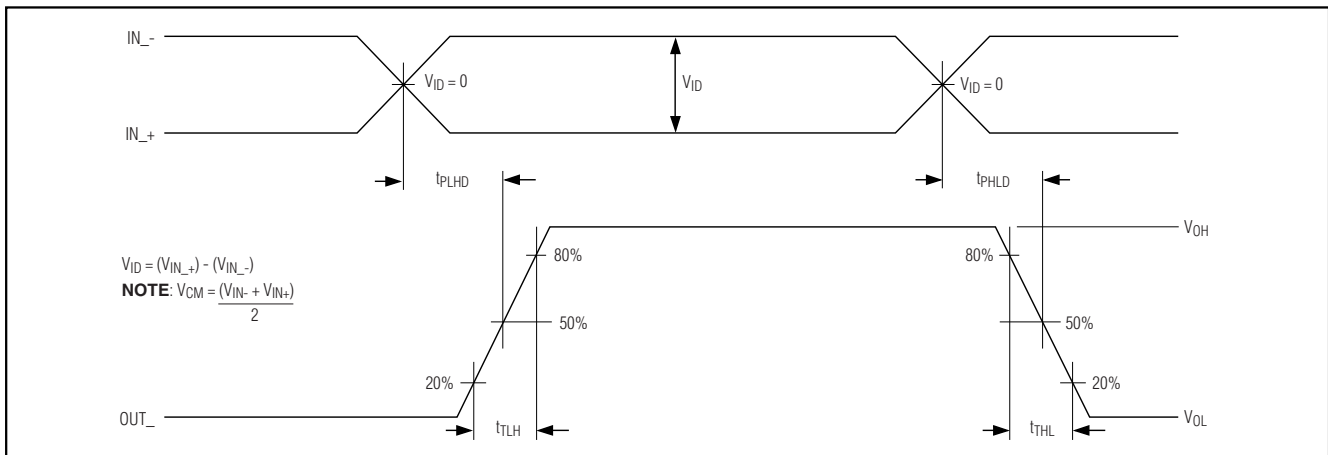 IN_-
V_ID = 0
V_ID
V_ID = 0
IN_+
t_PLHD
t_PHLD
V_OH
80%
80%
V_ID = (V_IN_+) - (V_IN_-)
NOTE: V_CM = (V_IN- + V_IN+)
2
50%
50%
20%
20%
OUT_
t_TLH
t_THL
V_OL